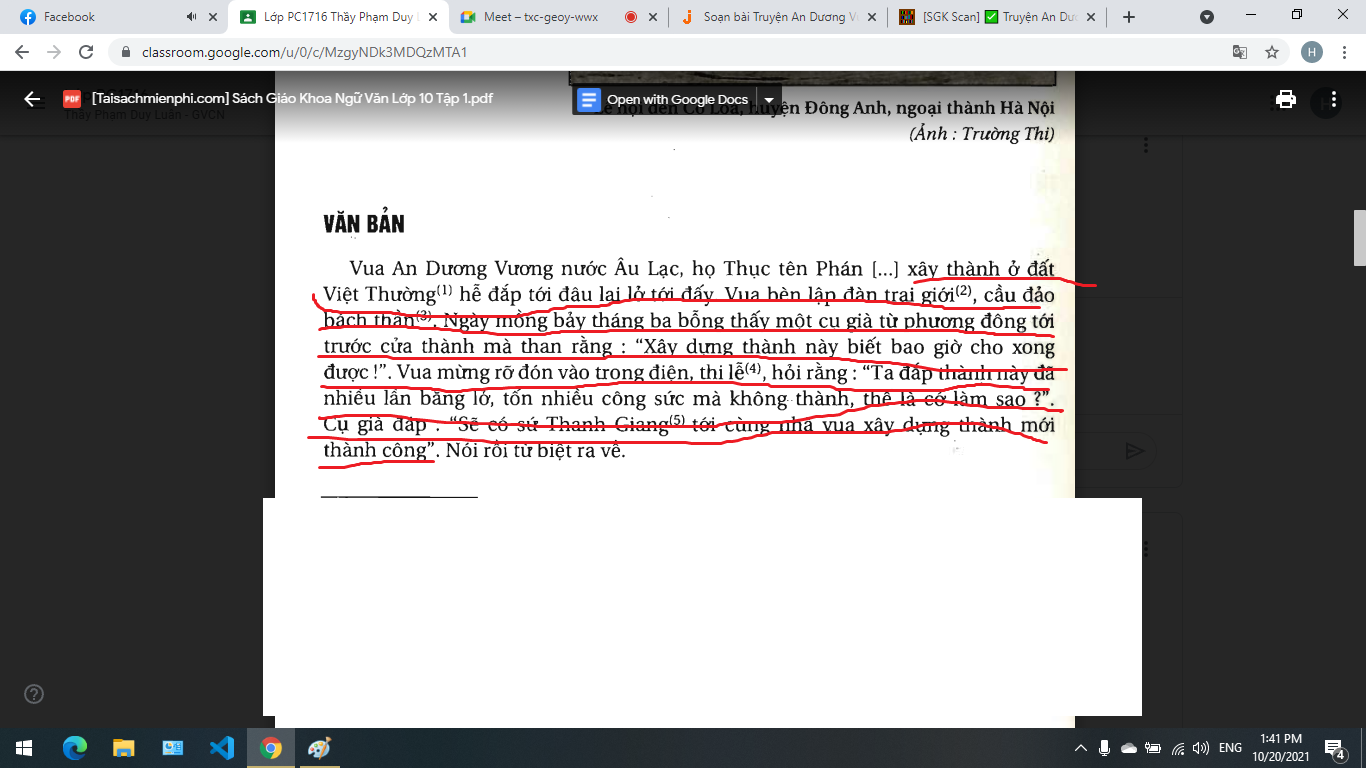 Facebook
Lớp PC1716 Thầy Phạm Duy L
Meet – txc-geoy-wwx
Soạn bài Truyện An Dương V
[SGK Scan] ✅ Truyện An Dươ
classroom.google.com/u/0/c/MzgyNDk3MDQzMTA1
H
PDF [Taisachmienphi.com] Sách Giáo Khoa Ngữ Văn Lớp 10 Tập 1.pdf
Open with Google Docs
Thầy Phạm Duy Luân - GVCN
Lễ hội đền Cổ Loa, huyện Đông Anh, ngoại thành Hà Nội
(Ảnh : Trường Thi)
VĂN BẢN
Vua An Dương Vương nước Âu Lạc, họ Thục tên Phán [...] xây thành ở đất
Việt Thường(1) hễ đắp tới đâu lại lở tới đấy. Vua bèn lập đàn trai giới(2), cầu đảo
bách thần(3). Ngày mồng bảy tháng ba bỗng thấy một cụ già từ phương đông tới
trước cửa thành mà than rằng : “Xây dựng thành này biết bao giờ cho xong
được !”. Vua mừng rỡ đón vào trong điện, thi lễ(4), hỏi rằng : “Ta đắp thành này đã
nhiều lần băng lở, tốn nhiều công sức mà không thành, thế là cớ làm sao ?”.
Cụ già đáp : “Sẽ có sứ Thanh Giang(5) tới cùng nhà vua xây dựng thành mới
thành công”. Nói rồi từ biệt ra về.
ENG
1:41 PM
10/20/2021
4